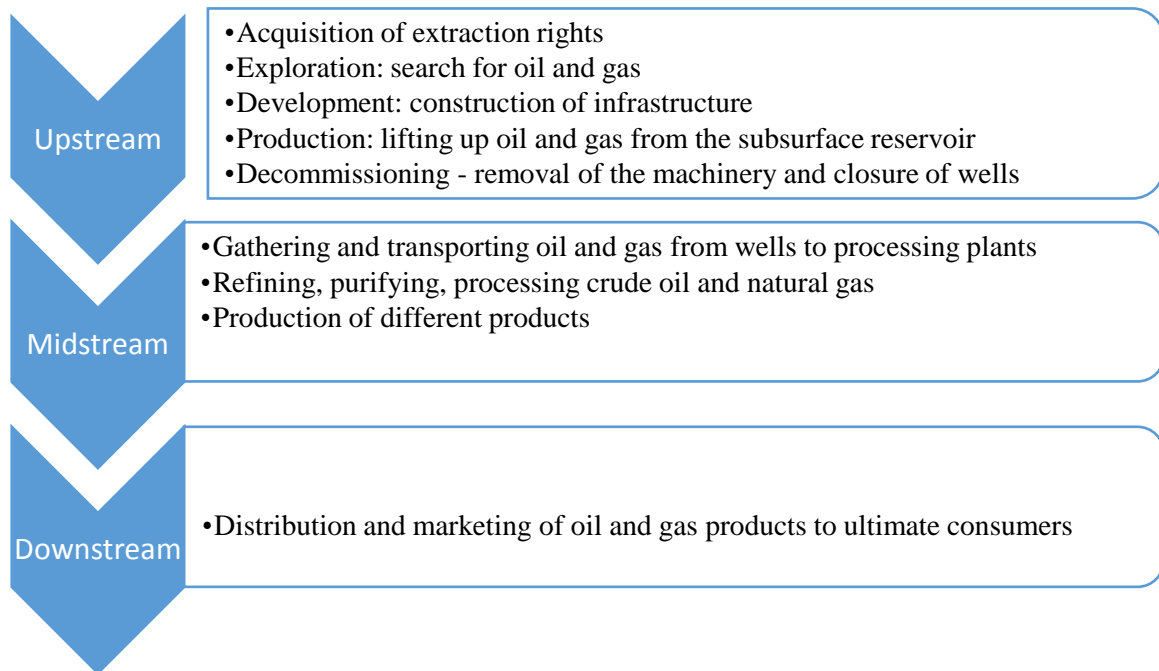 Upstream
•Acquisition of extraction rights
•Exploration: search for oil and gas
•Development: construction of infrastructure
•Production: lifting up oil and gas from the subsurface reservoir
•Decommissioning - removal of the machinery and closure of wells
Midstream
•Gathering and transporting oil and gas from wells to processing plants
•Refining, purifying, processing crude oil and natural gas
•Production of different products
Downstream
•Distribution and marketing of oil and gas products to ultimate consumers